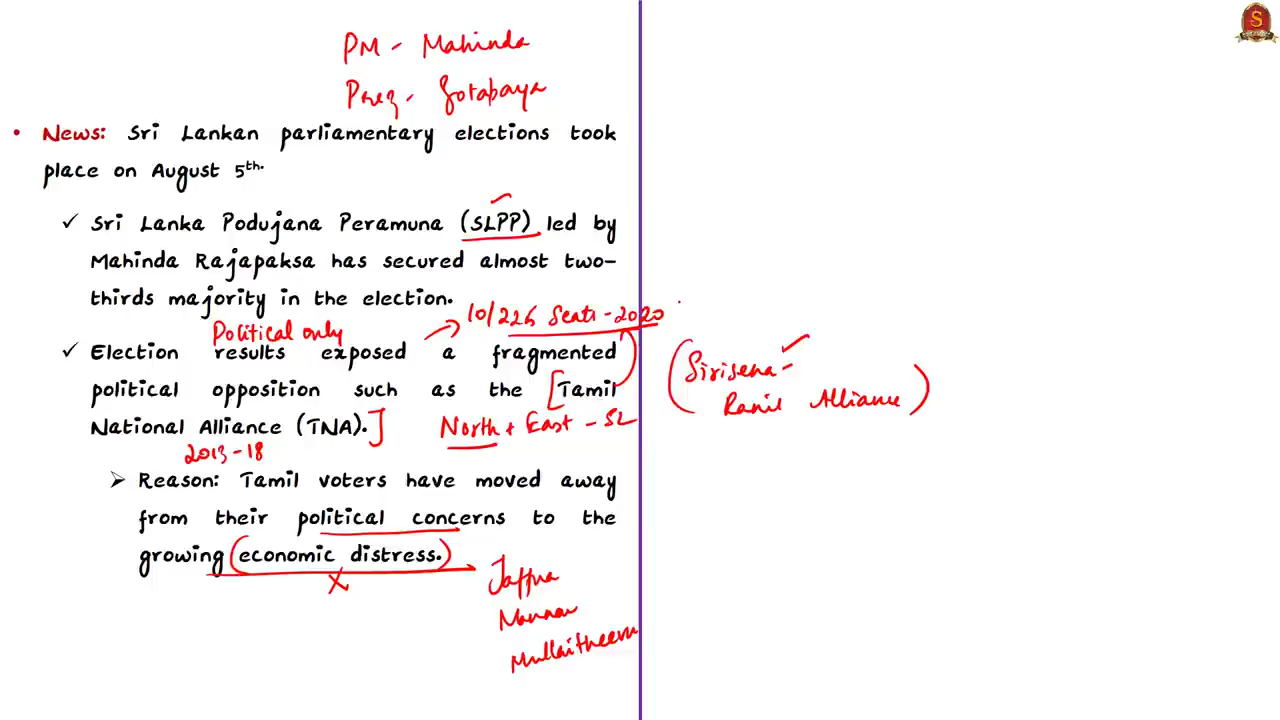 PM - Mahinda
Prez - Gotabaya
• News: Sri Lankan parliamentary elections took
place on August 5th.
✓ Sri Lanka Podujana Peramuna (SLPP) led by
Mahinda Rajapaksa has secured almost two-
thirds majority in the election.
10/225 Seats - 2020
Political only
✓ Election results exposed a fragmented
political opposition such as the [Tamil
National Alliance (TNA).]
North + East - SL
(Sirisena -
Ranil Alliance)
2013-18
➢ Reason: Tamil voters have moved away
from their political concerns to the
growing (economic distress.)
X
Jaffna
Mannar
Mullaitheevu
S